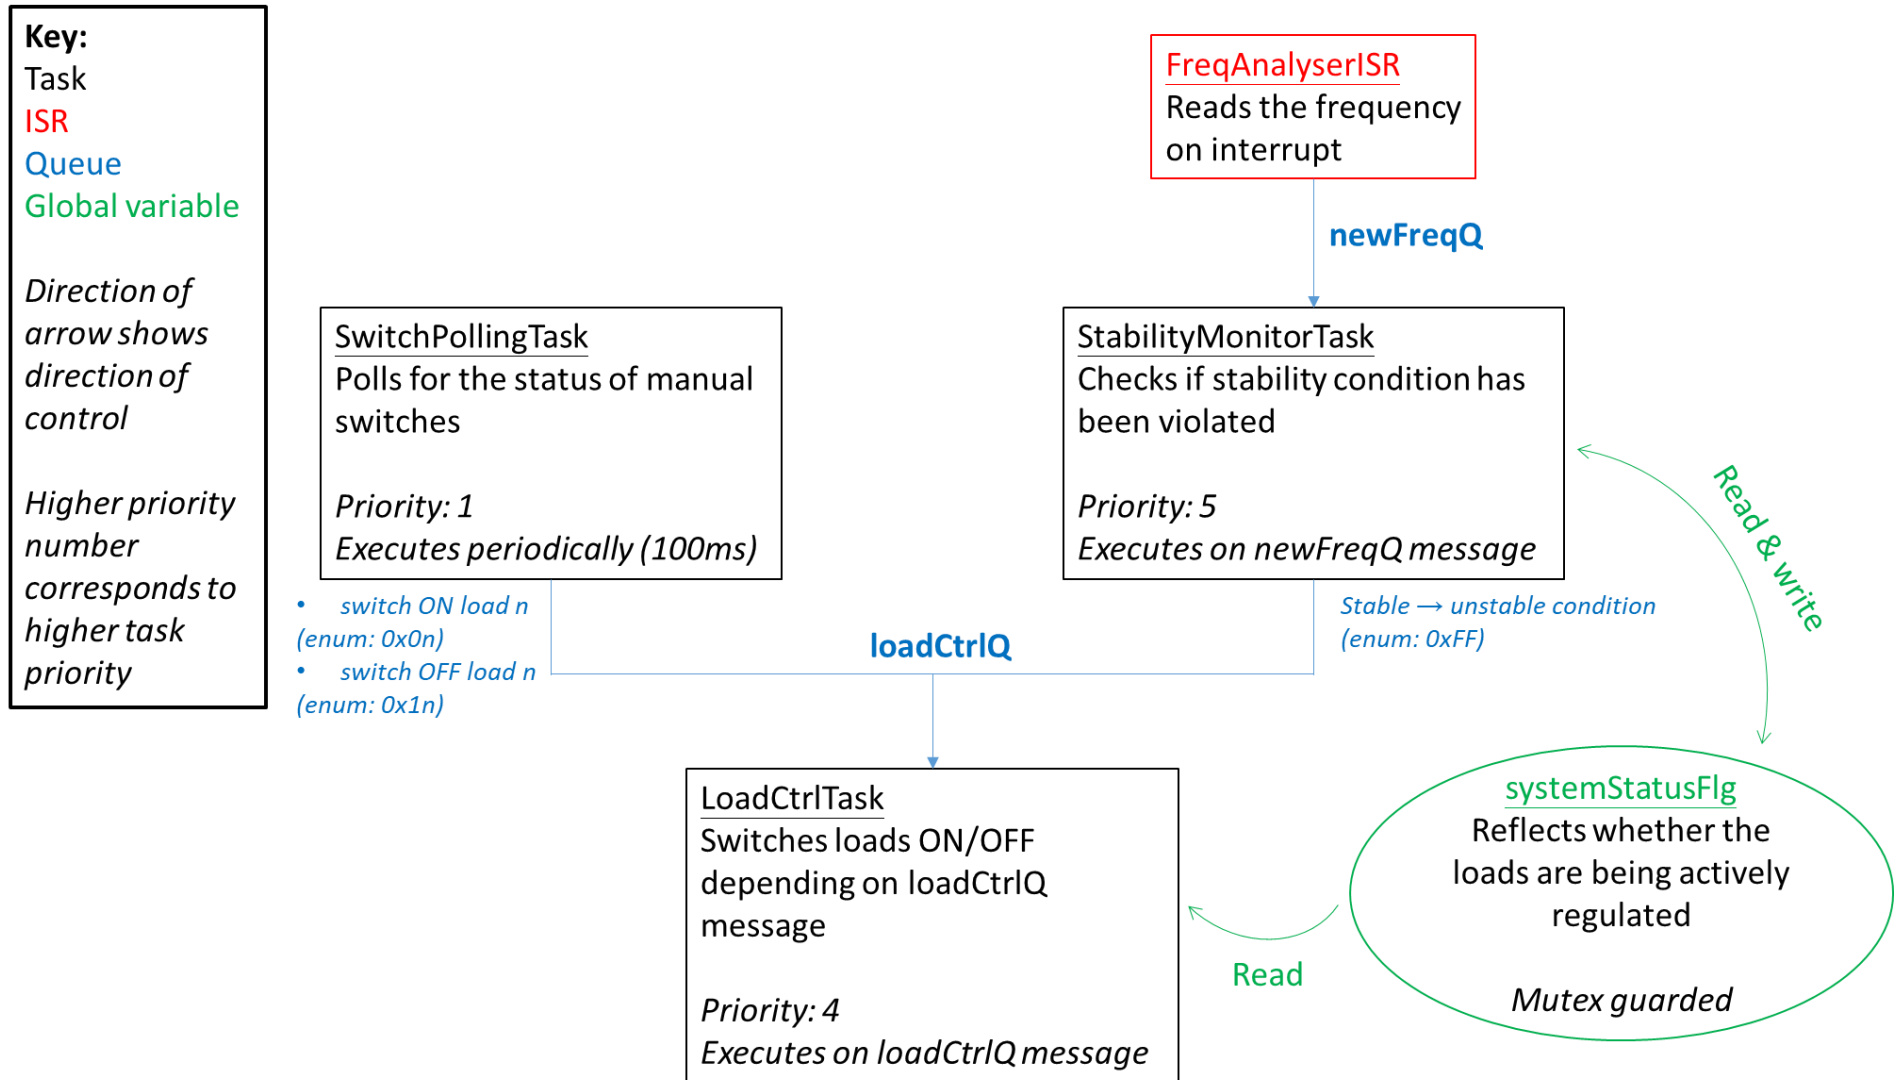 Key:
Task
ISR
Queue
Global variable
Direction of
arrow shows
direction of
control
Higher priority
number
corresponds to
higher task
priority
FreqAnalyserISR
Reads the frequency
on interrupt
newFreqQ
SwitchPollingTask
Polls for the status of manual
switches
Priority: 1
Executes periodically (100ms)
StabilityMonitorTask
Checks if stability condition has
been violated
Priority: 5
Executes on newFreqQ message
Read & write
• switch ON load n
(enum: 0x0n)
• switch OFF load n
(enum: 0x1n)
loadCtrlQ
Stable → unstable condition
(enum: 0xFF)
LoadCtrlTask
Switches loads ON/OFF
depending on loadCtrlQ
message
Priority: 4
Executes on loadCtrlQ message
Read
systemStatusFlg
Reflects whether the
loads are being actively
regulated
Mutex guarded